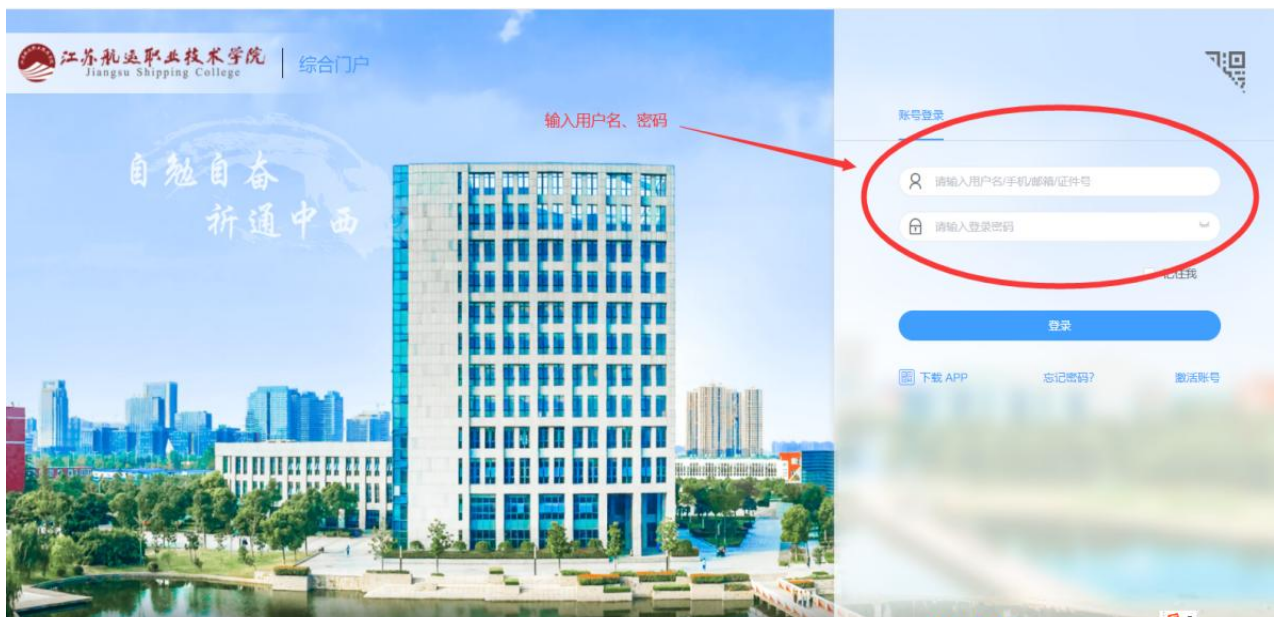 江苏航运职业技术学院
Jiangsu Shipping College
综合门户
自勉自奋
祈通中西
输入用户名、密码
账号登录
请输入用户名/手机/邮箱/证件号
请输入登录密码
记住我
登录
下载 APP
忘记密码?
激活账号